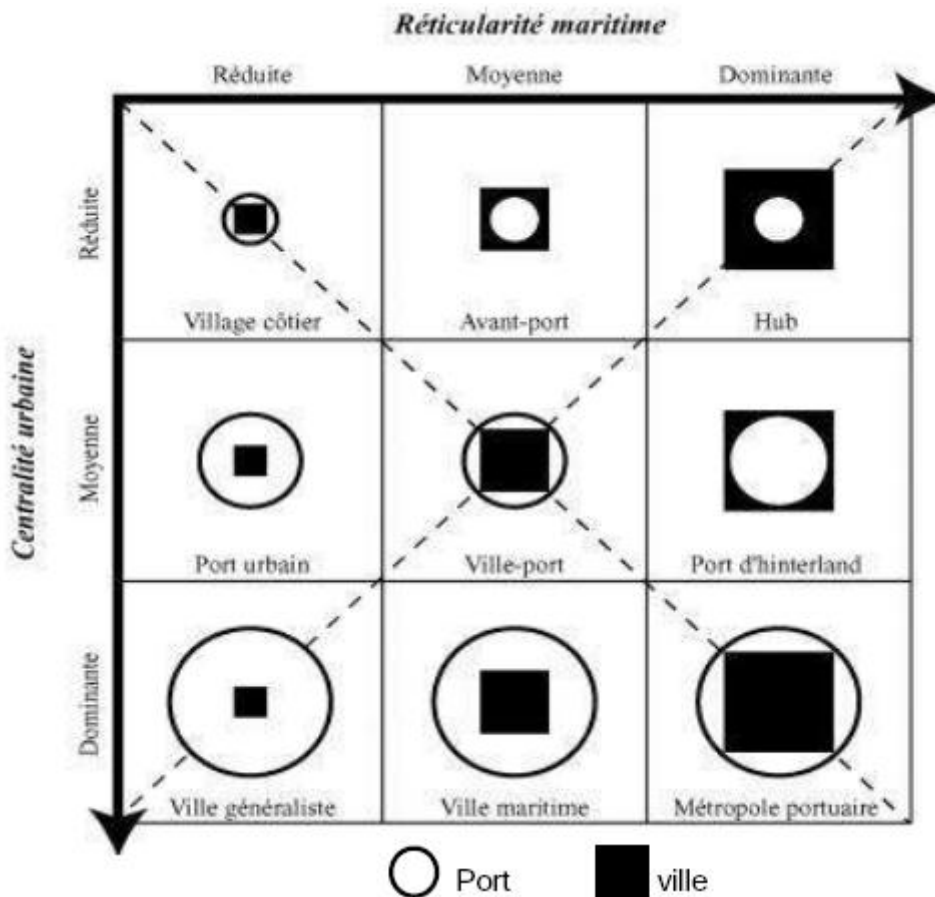 Réticularité maritime
Réduite Moyenne Dominante
Centralité urbaine
Réduite
Village côtier Avant-port Hub
Moyenne
Port urbain Ville-port Port d'hinterland
Dominante
Ville généraliste Ville maritime Métropole portuaire
Port ville